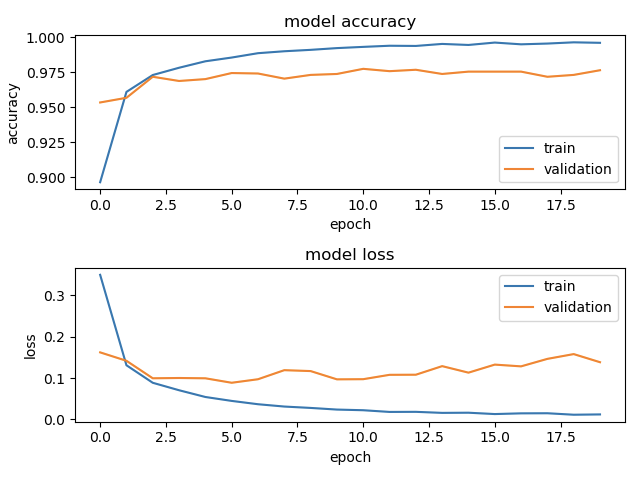 model accuracy
1.000
0.975
0.950
0.925
0.900
accuracy
train
validation
0.0 2.5 5.0 7.5 10.0 12.5 15.0 17.5
epoch
model loss
0.3
0.2
0.1
0.0
loss
train
validation
0.0 2.5 5.0 7.5 10.0 12.5 15.0 17.5
epoch